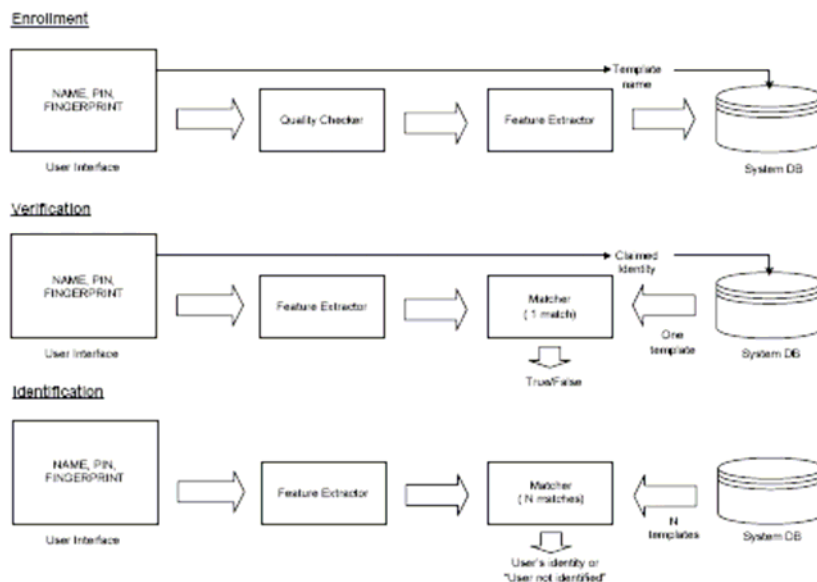 Enrollment
NAME, PIN,
FINGERPRINT
User Interface
Quality Checker
Feature Extractor
Template
name
System DB
Verification
NAME, PIN,
FINGERPRINT
User Interface
Feature Extractor
Matcher
( 1 match)
True/False
Claimed
Identity
One
template
System DB
Identification
NAME, PIN,
FINGERPRINT
User Interface
Feature Extractor
Matcher
( N matches)
User's identity or
"User not identified"
N
templates
System DB